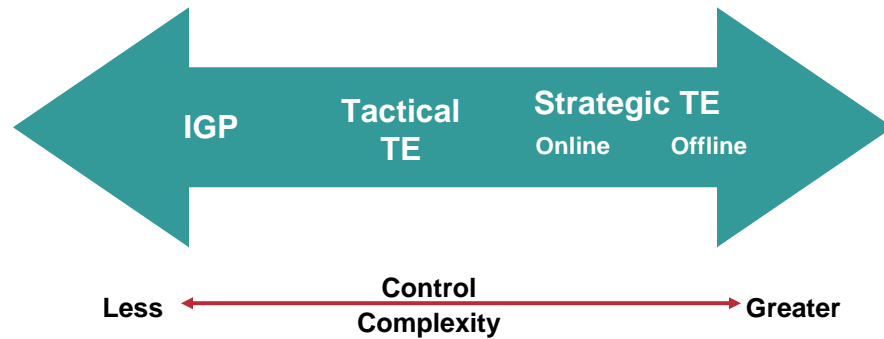 IGP
Tactical
TE
Strategic TE
Online Offline
Less
Control
Complexity
Greater